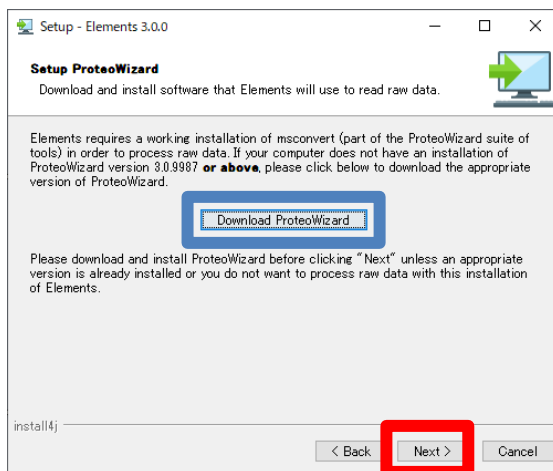 Setup - Elements 3.0.0
Setup ProteoWizard
Download and install software that Elements will use to read raw data.
Elements requires a working installation of msconvert (part of the ProteoWizard suite of
tools) in order to process raw data. If your computer does not have an installation of
ProteoWizard version 3.0.9987 or above, please click below to download the appropriate
version of ProteoWizard.
Download ProteoWizard
Please download and install ProteoWizard before clicking "Next" unless an appropriate
version is already installed or you do not want to process raw data with this installation
of Elements.
install4j
< Back Next > Cancel